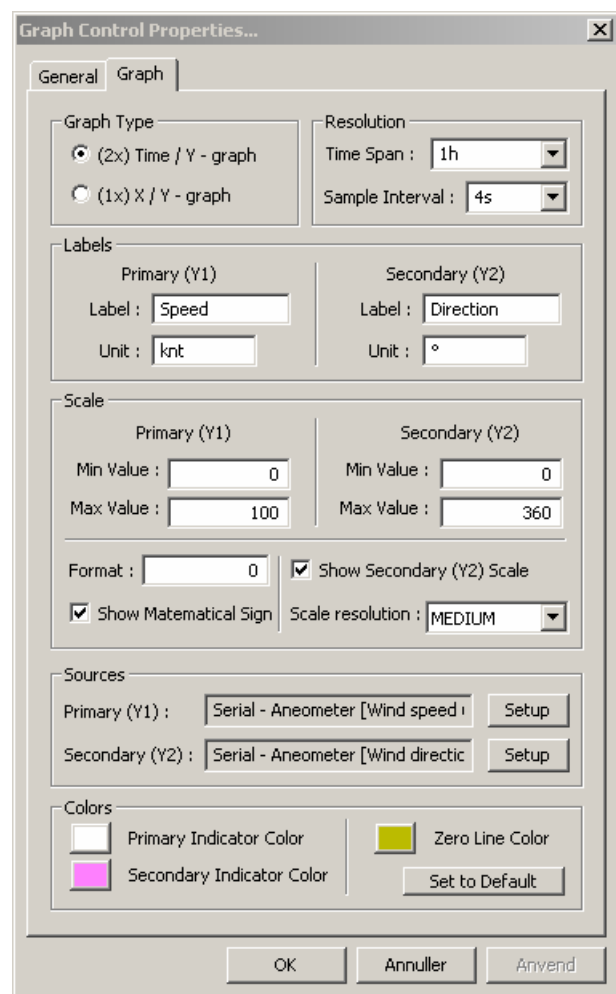 Graph Control Properties...
General Graph
Graph Type
(2x) Time / Y - graph
(1x) X / Y - graph
Resolution
Time Span : 1h
Sample Interval : 4s
Labels
Primary (Y1)
Label : Speed
Unit : knt
Secondary (Y2)
Label : Direction
Unit : °
Scale
Primary (Y1)
Min Value : 0
Max Value : 100
Secondary (Y2)
Min Value : 0
Max Value : 360
Format : 0
Show Matematical Sign
Show Secondary (Y2) Scale
Scale resolution : MEDIUM
Sources
Primary (Y1) : Serial - Aneometer [Wind speed Setup
Secondary (Y2) : Serial - Aneometer [Wind directic Setup
Colors
Primary Indicator Color
Secondary Indicator Color
Zero Line Color
Set to Default
OK Annuller Anvend